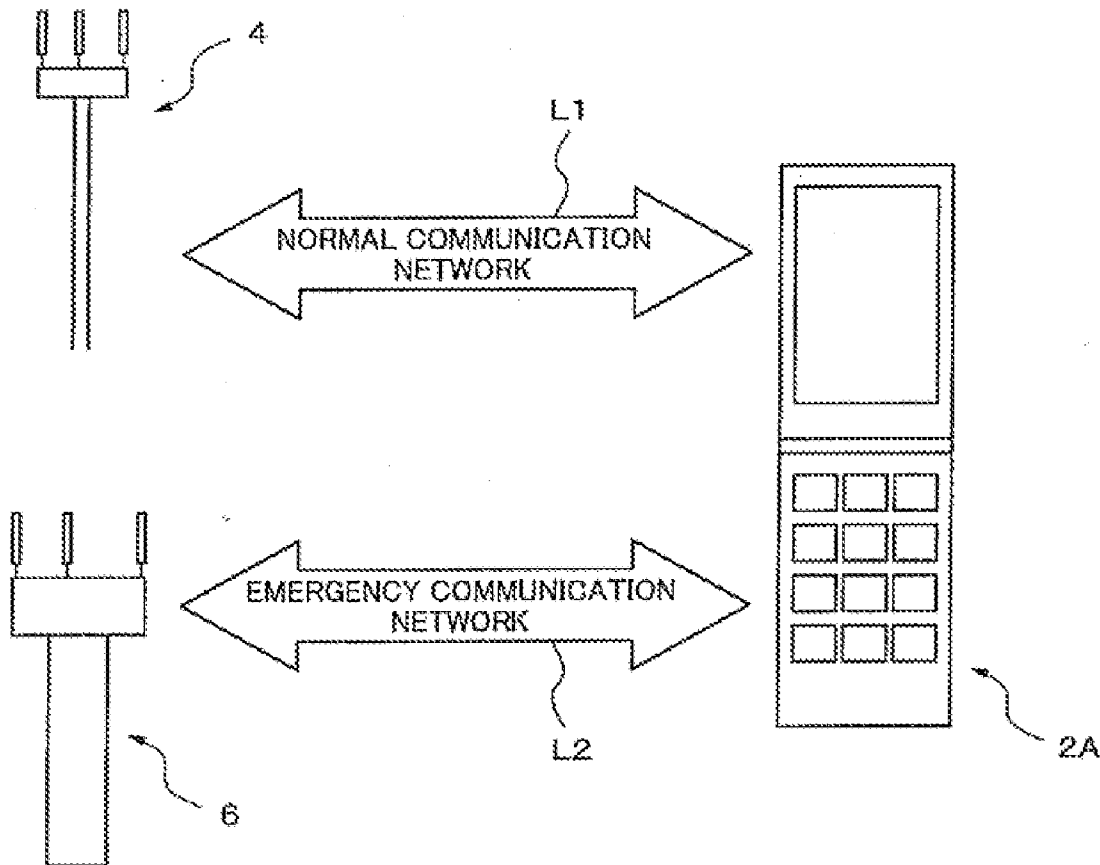 4
L1
NORMAL COMMUNICATION
NETWORK
EMERGENCY COMMUNICATION
NETWORK
L2
2A
6